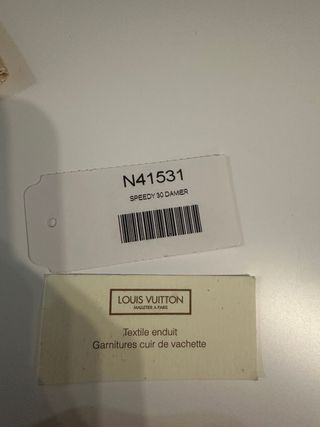 N41531
SPEEDY 30 DAMIER
LOUIS VUITTON
MALLETIER A PARIS
Textile enduit
Garnitures cuir de vachette